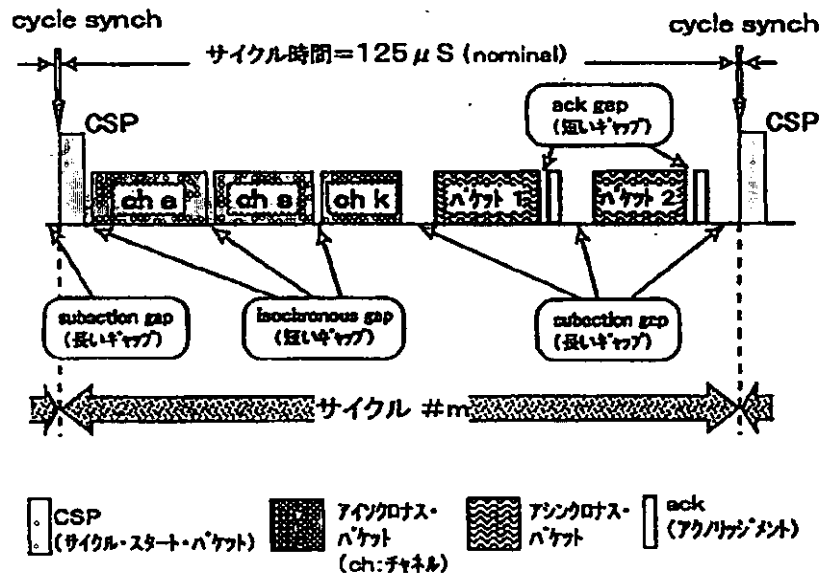 cycle synch
cycle synch
サイクル時間＝125μS (nominal)
CSP
ack gap
(短いギャップ)
CSP
ch e
ch s
ch k
パケット 1
パケット 2
subaction gap
(長いギャップ)
isochronous gap
(短いギャップ)
subaction gap
(長いギャップ)
サイクル #m
CSP
(サイクル・スタート・パケット)
アイソクロナス・
パケット
(ch:チャネル)
アシンクロナス・
パケット
ack
(アクノリッジメント)